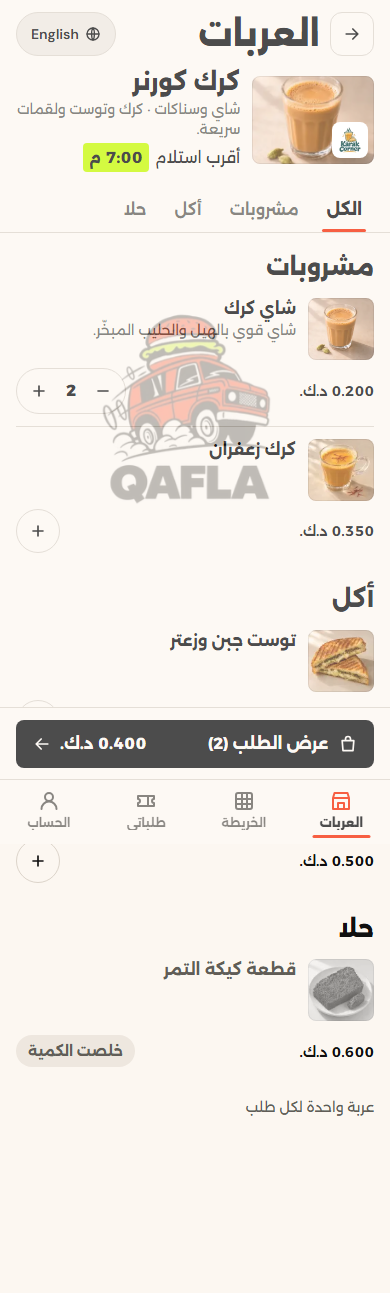 العربات
English
كرك كورنر
شاي وسناكات · كرك وتوست ولقمات
سريعة.
أقرب استلام 7:00 م
Karak
Corner
الكل
مشروبات
أكل
حلا
مشروبات
شاي كرك
شاي قوي بالهيل والحليب المبخّر.
0.200 د.ك.
+ 2 −
QAFLA
كرك زعفران
0.350 د.ك.
+
أكل
توست جبن وزعتر
عرض الطلب (2) 0.400 د.ك.
العربات
الخريطة
طلباتي
الحساب
0.500 د.ك.
+
حلا
قطعة كيكة التمر
0.600 د.ك.
خلصت الكمية
عربة واحدة لكل طلب